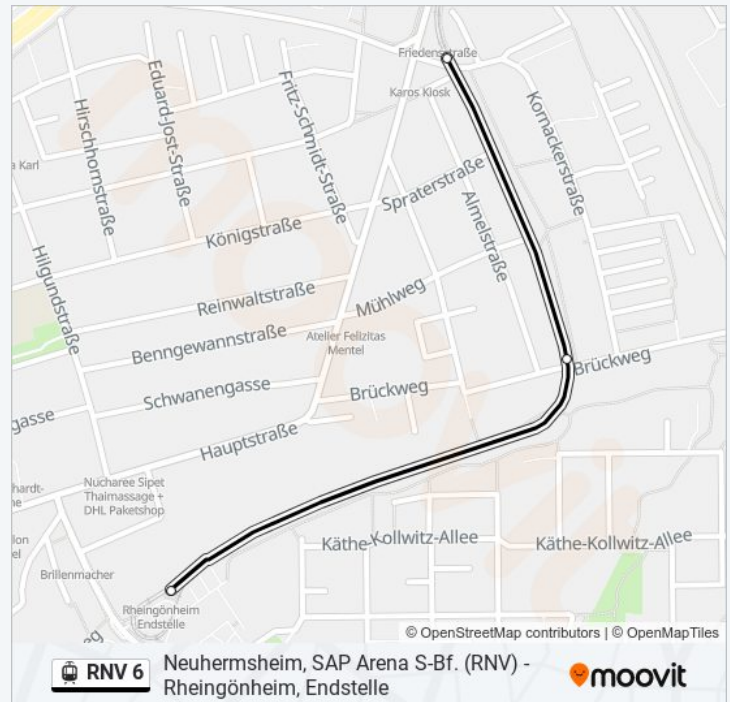 Friedensstraße
Karos Kiosk
Eduard-Jost-Straße
Hirschhornstraße
Fritz-Schmidt-Straße
Kornackerstraße
Karl
Spraterstraße
Almelstraße
Königstraße
Hilgundstraße
Reinwaltstraße
Mühlweg
Atelier Felizitas
Mentel
Benngewannstraße
Brückweg
Schwanengasse
Brückweg
gasse
Hauptstraße
Nucharee Sipet
Thaimassage +
DHL Paketshop
Käthe-Kollwitz-Allee
Käthe-Kollwitz-Allee
Brillenmacher
Rheingönheim
Endstelle
© OpenStreetMap contributors | © OpenMapTiles
RNV 6
Neuhermsheim, SAP Arena S-Bf. (RNV) -
Rheingönheim, Endstelle
moovit